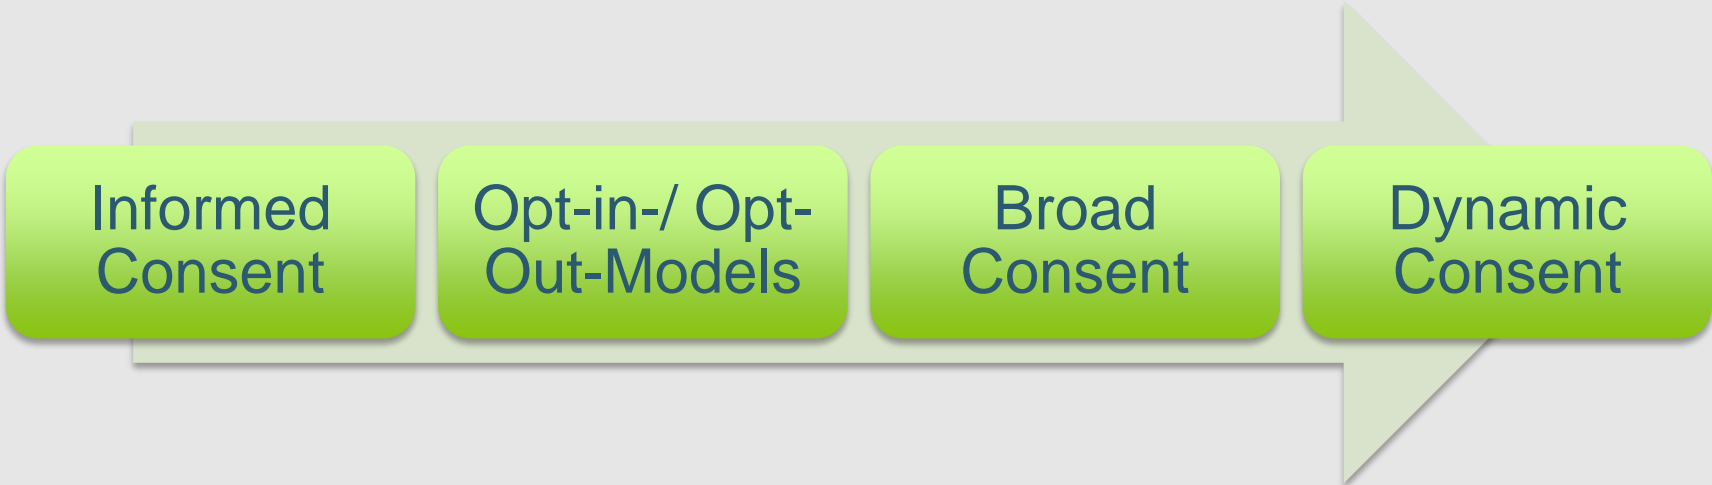 Informed
Consent
Opt-in-/ Opt-
Out-Models
Broad
Consent
Dynamic
Consent